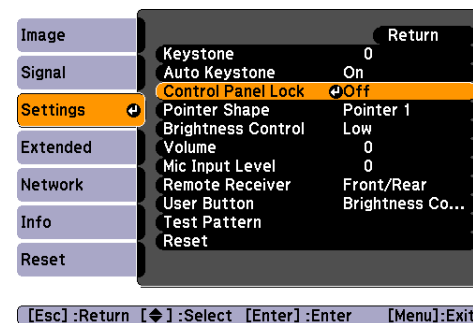 Image
Signal
Settings
Extended
Network
Info
Reset
Return
Keystone 0
Auto Keystone On
Control Panel Lock Off
Pointer Shape Pointer 1
Brightness Control Low
Volume 0
Mic Input Level 0
Remote Receiver Front/Rear
User Button Brightness Co...
Test Pattern
Reset
[Esc] :Return [◆] :Select [Enter] :Enter [Menu]:Exit